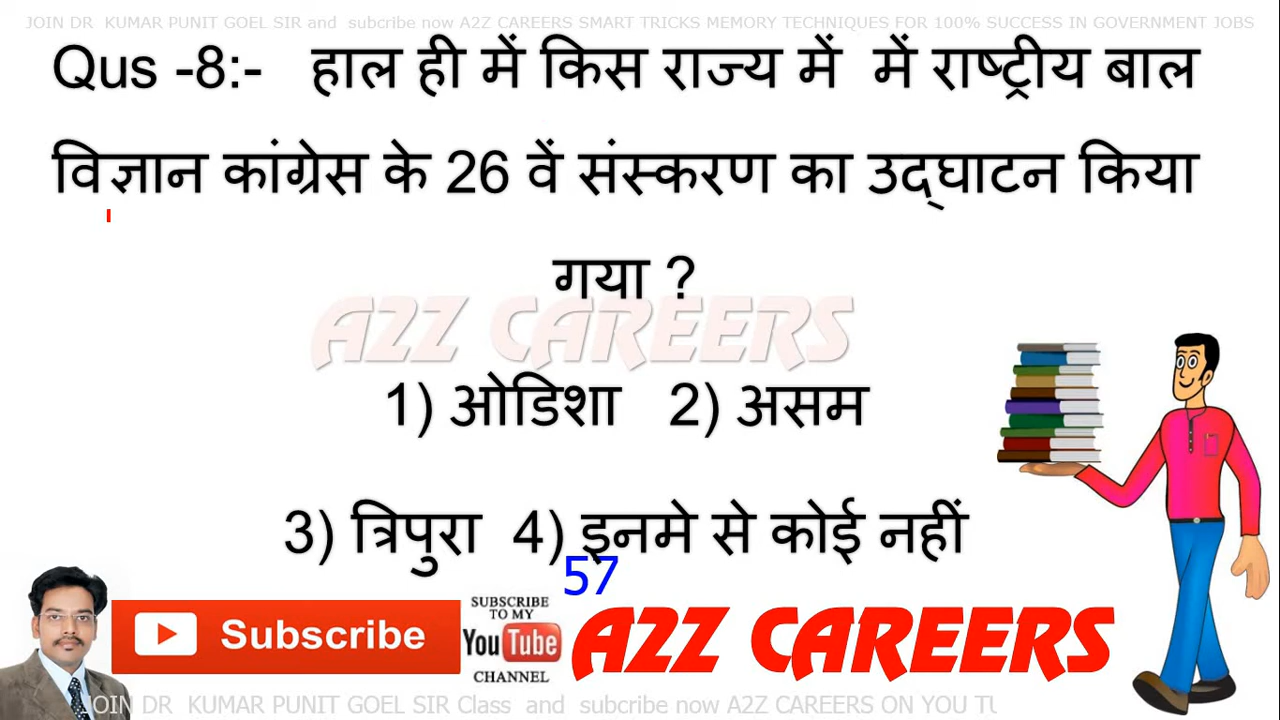 JOIN DR KUMAR PUNIT GOEL SIR and subcribe now A2Z CAREERS SMART TRICKS MEMORY TECHNIQUES FOR 100% SUCCESS IN GOVERNMENT JOBS
Qus -8:- हाल ही में किस राज्य में में राष्ट्रीय बाल
विज्ञान कांग्रेस के 26 वें संस्करण का उद्घाटन किया
गया ?
A2Z CAREERS
1) ओडिशा 2) असम
3) त्रिपुरा 4) इनमे से कोई नहीं
57
Subscribe
SUBSCRIBE
TO MY
YouTube
CHANNEL
A2Z CAREERS
JOIN DR KUMAR PUNIT GOEL SIR Class and subcribe now A2Z CAREERS ON YOU TU